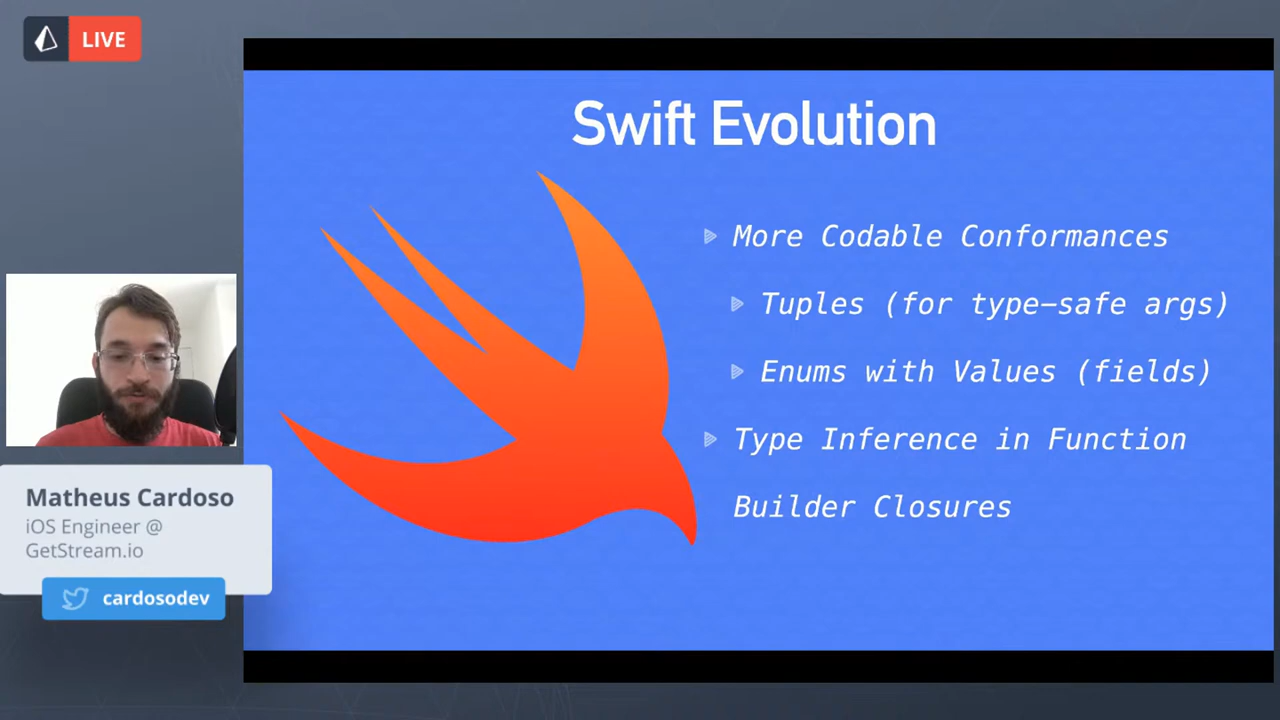 LIVE
Swift Evolution
More Codable Conformances
Tuples (for type-safe args)
Enums with Values (fields)
Type Inference in Function
Builder Closures
Matheus Cardoso
iOS Engineer @
GetStream.io
cardosodev